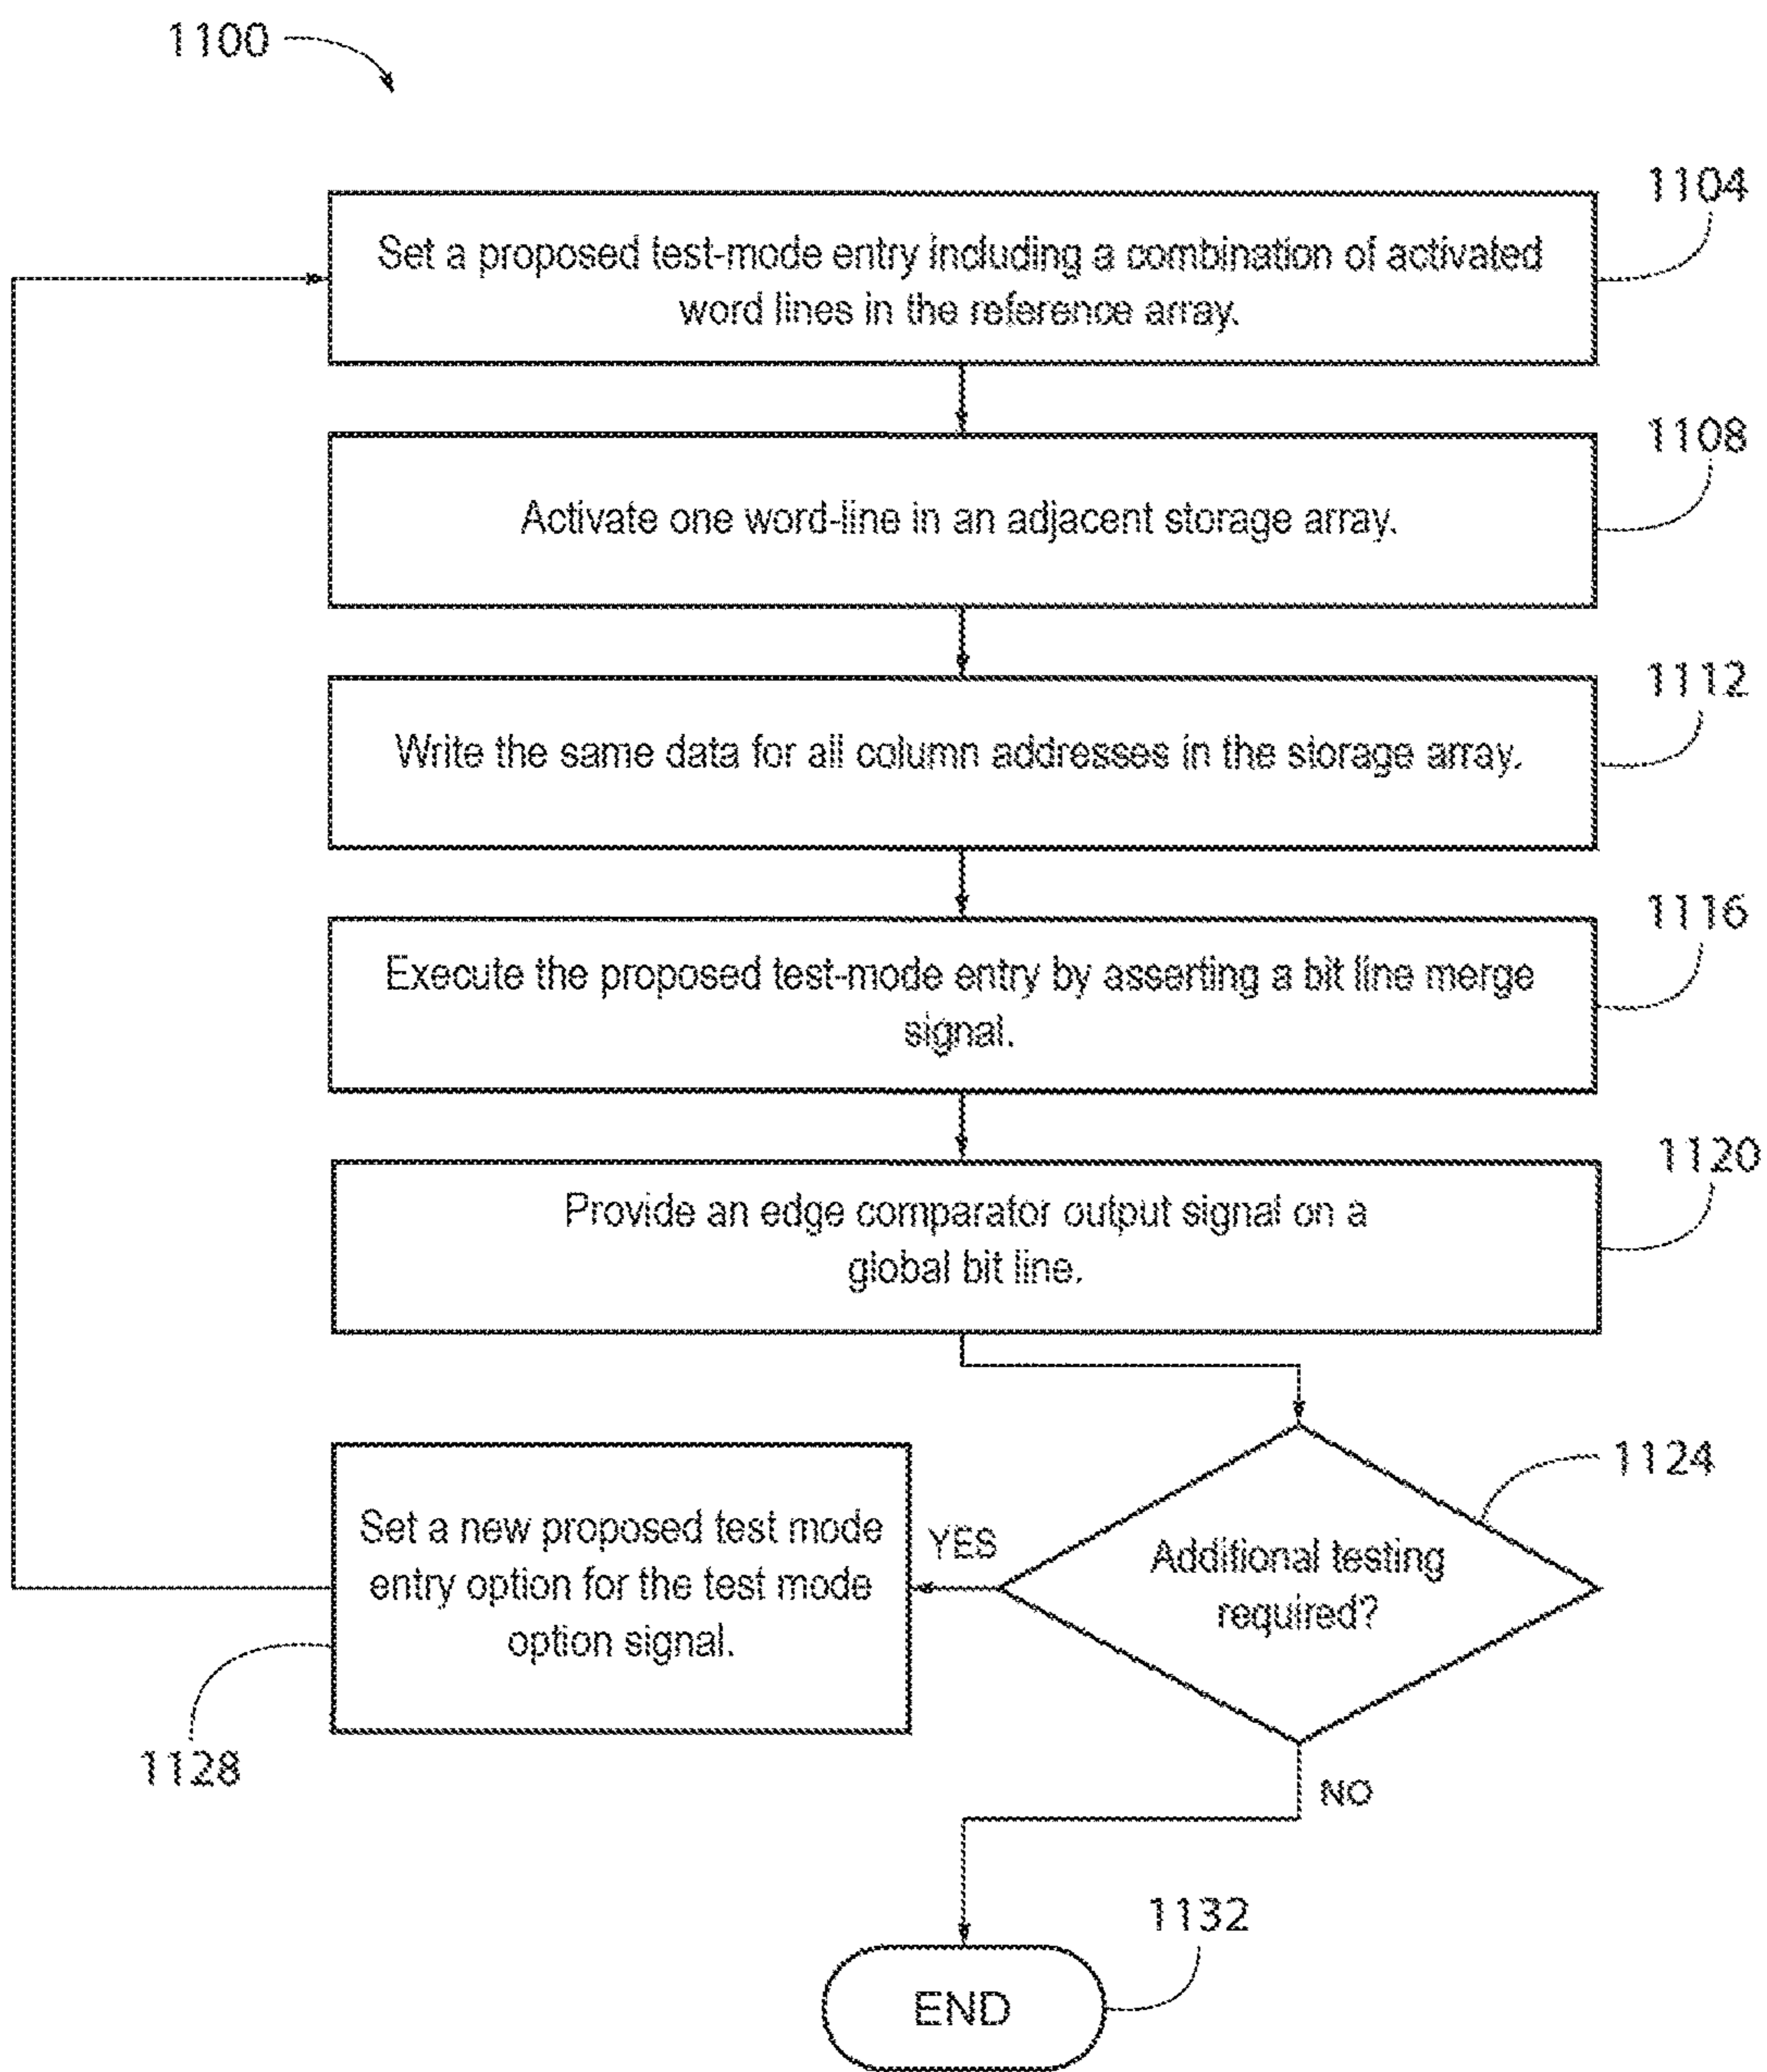 1100
1104
Set a proposed test-mode entry including a combination of activated
word lines in the reference array.
1108
Activate one word-line in an adjacent storage array.
1112
Write the same data for all column addresses in the storage array.
1116
Execute the proposed test-mode entry by asserting a bit line merge
signal.
1120
Provide an edge comparator output signal on a
global bit line.
1124
Set a new proposed test mode
entry option for the test mode
option signal.
YES
Additional testing
required?
1128
NO
1132
END